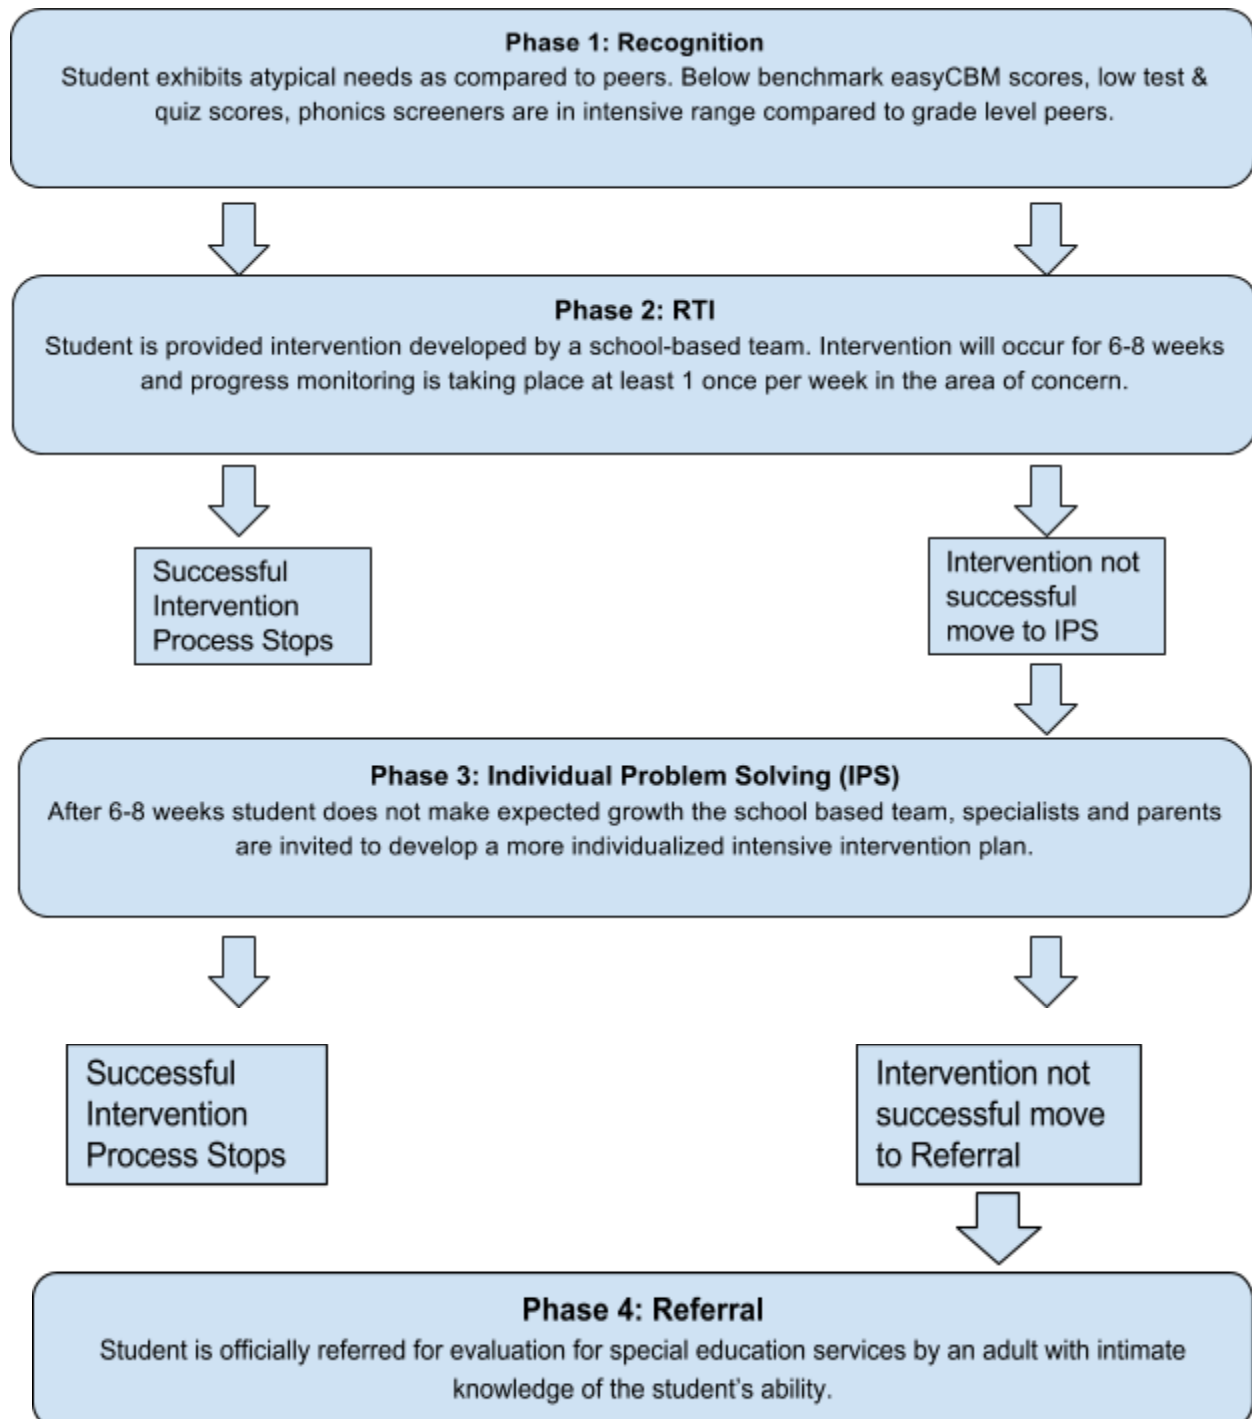 Phase 1: Recognition
Student exhibits atypical needs as compared to peers. Below benchmark easyCBM scores, low test &
quiz scores, phonics screeners are in intensive range compared to grade level peers.
Phase 2: RTI
Student is provided intervention developed by a school-based team. Intervention will occur for 6-8 weeks
and progress monitoring is taking place at least 1 once per week in the area of concern.
Successful
Intervention
Process Stops
Intervention not
successful
move to IPS
Phase 3: Individual Problem Solving (IPS)
After 6-8 weeks student does not make expected growth the school based team, specialists and parents
are invited to develop a more individualized intensive intervention plan.
Successful
Intervention
Process Stops
Intervention not
successful move
to Referral
Phase 4: Referral
Student is officially referred for evaluation for special education services by an adult with intimate
knowledge of the student's ability.